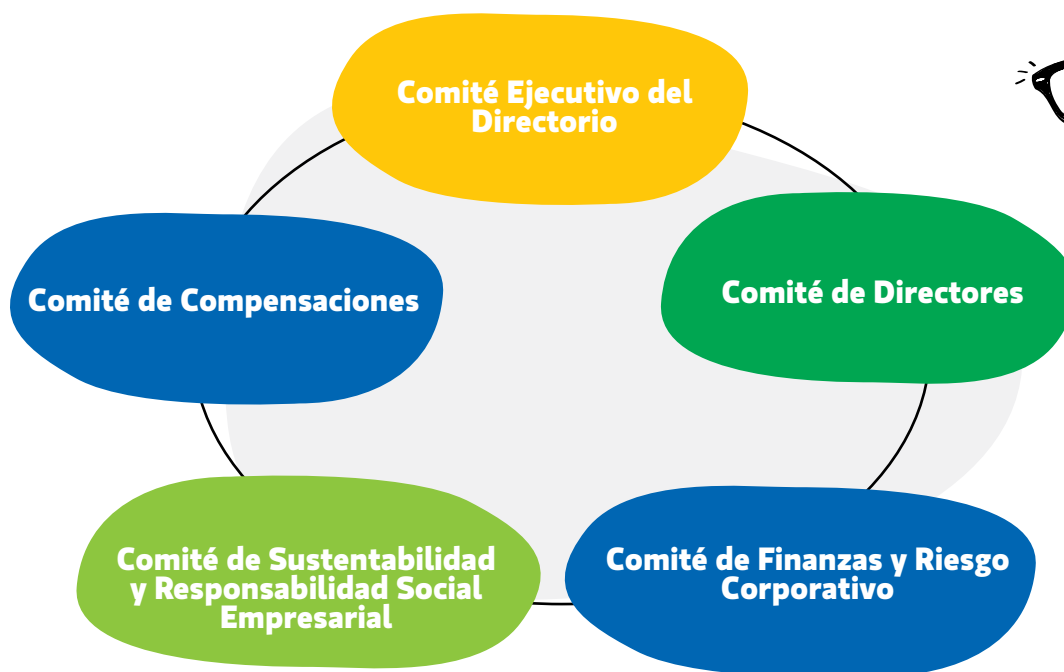 Comité Ejecutivo del
Directorio
Comité de Compensaciones
Comité de Directores
Comité de Sustentabilidad
y Responsabilidad Social
Empresarial
Comité de Finanzas y Riesgo
Corporativo